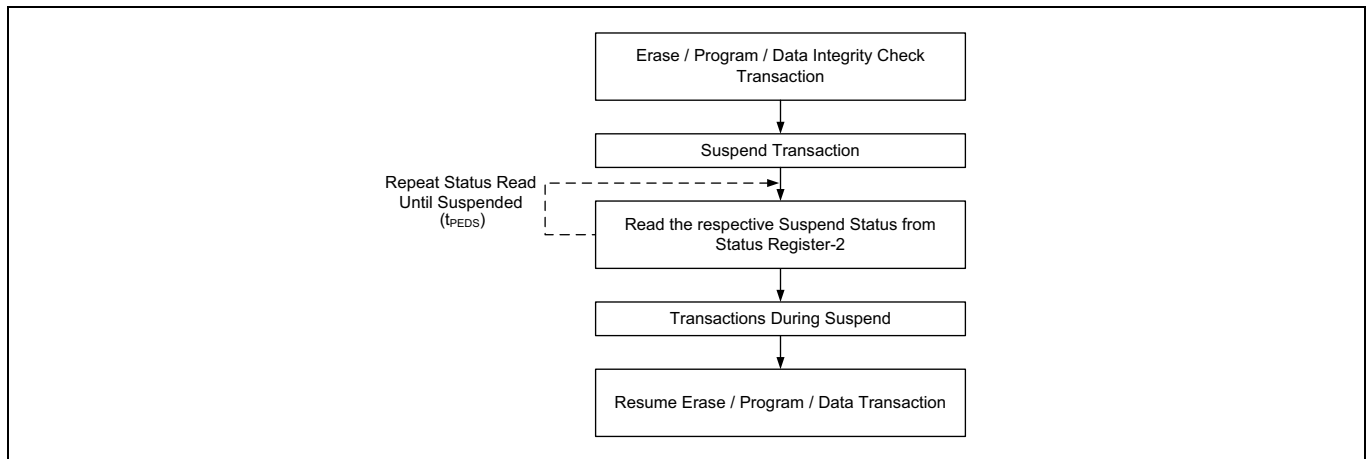 Erase / Program / Data Integrity Check
Transaction
Suspend Transaction
Repeat Status Read
Until Suspended
(tPEDS)
Read the respective Suspend Status from
Status Register-2
Transactions During Suspend
Resume Erase / Program / Data Transaction